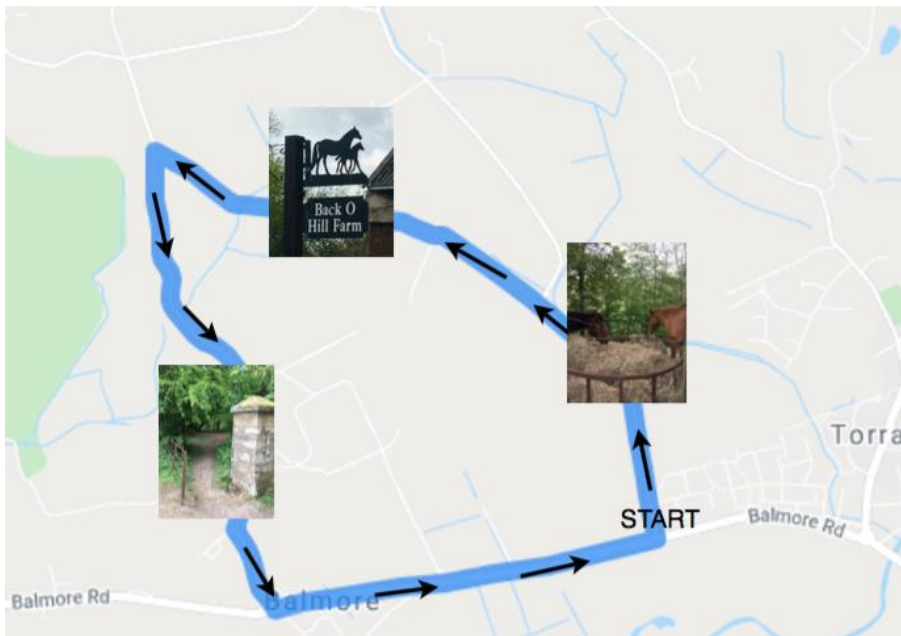 Back O
Hill Farm
Torra
START
Balmore Rd
Balmore Rd
Balmore